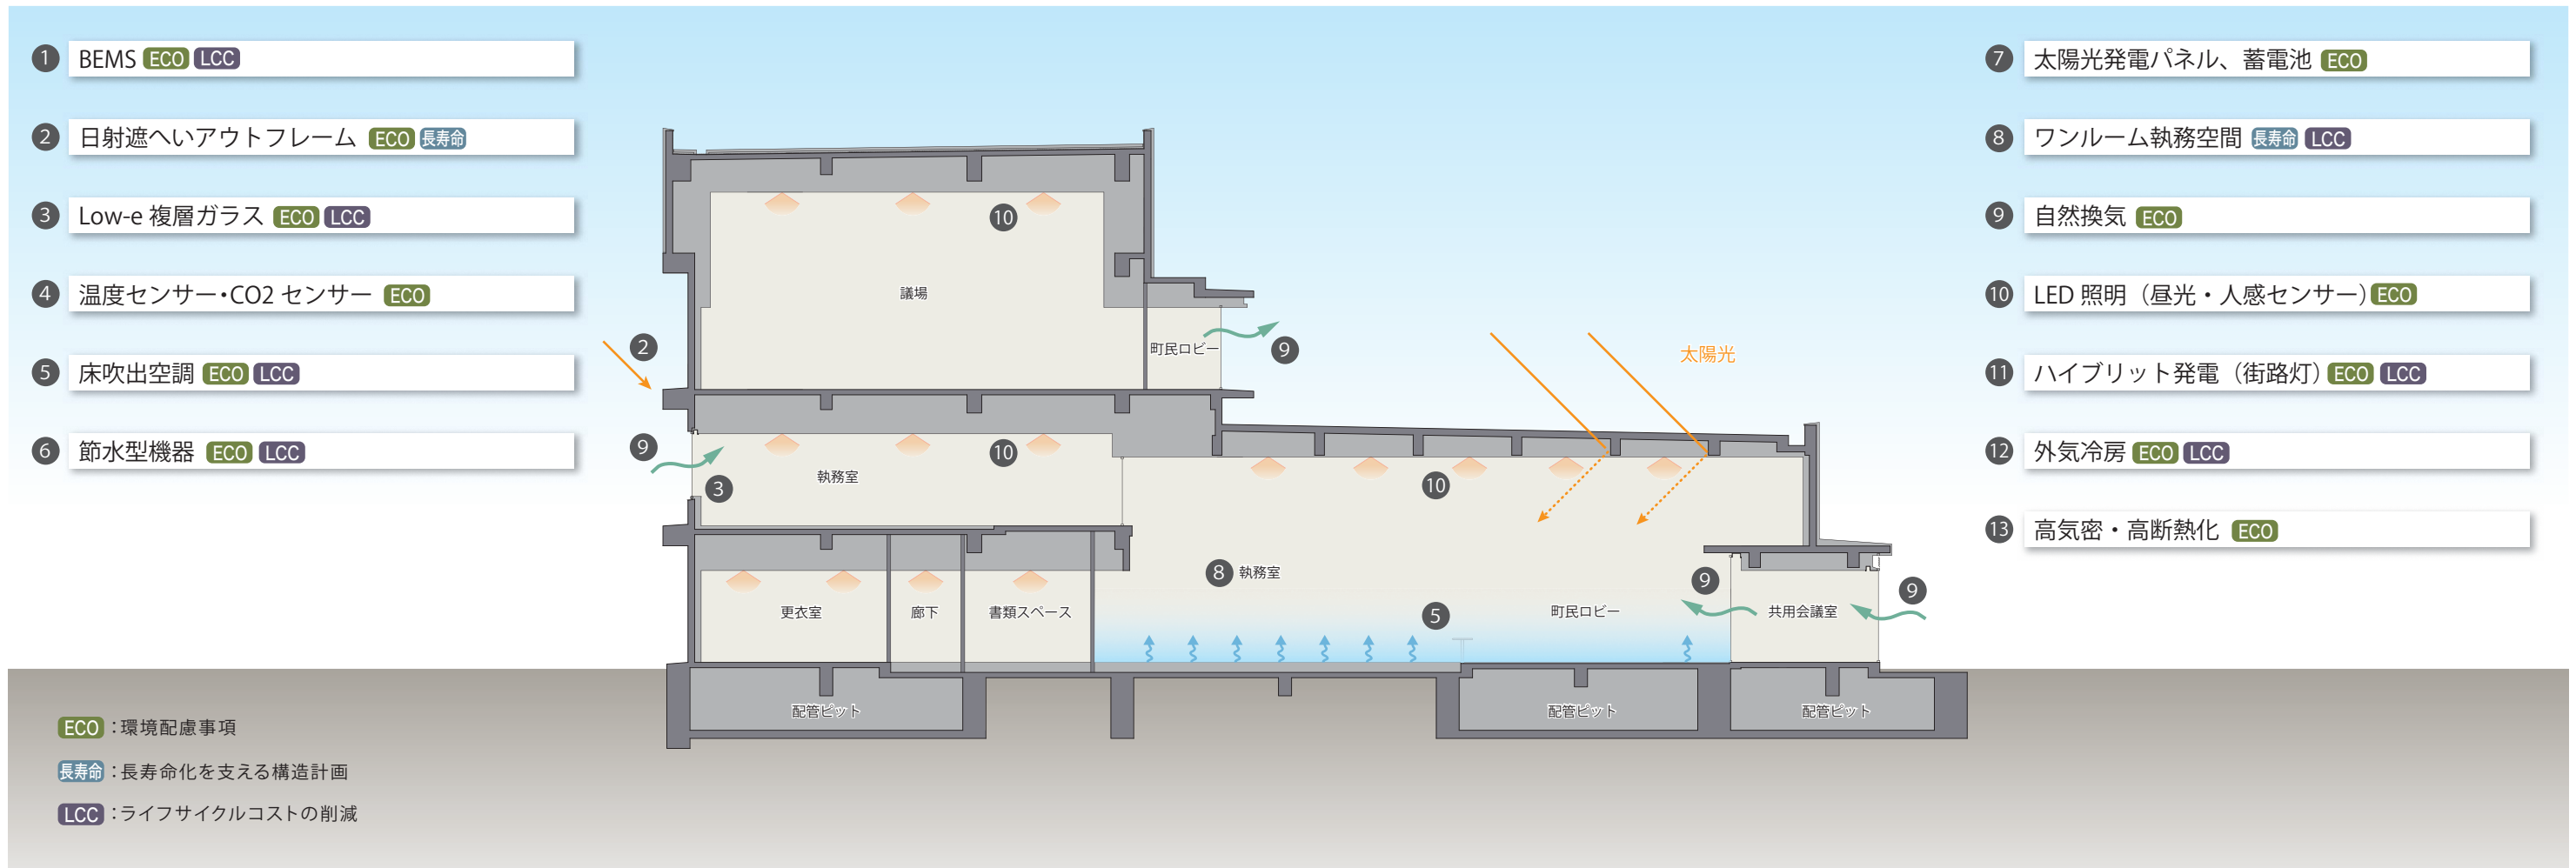 1 BEMS ECO LCC
2 日射遮へいアウトフレーム ECO 長寿命
3 Low-e 複層ガラス ECO LCC
4 温度センサー・CO2 センサー ECO
5 床吹出空調 ECO LCC
6 節水型機器 ECO LCC
7 太陽光発電パネル、蓄電池 ECO
8 ワンルーム執務空間 長寿命 LCC
9 自然換気 ECO
10 LED 照明（昼光・人感センサー） ECO
11 ハイブリット発電（街路灯） ECO LCC
12 外気冷房 ECO LCC
13 高気密・高断熱化 ECO
10
議場
2
町民ロビー
9
太陽光
9
10
執務室
3
10
8 執務室
9
9
更衣室
廊下
書類スペース
5
町民ロビー
共用会議室
配管ピット
配管ピット
配管ピット
ECO：環境配慮事項
長寿命：長寿命化を支える構造計画
LCC：ライフサイクルコストの削減